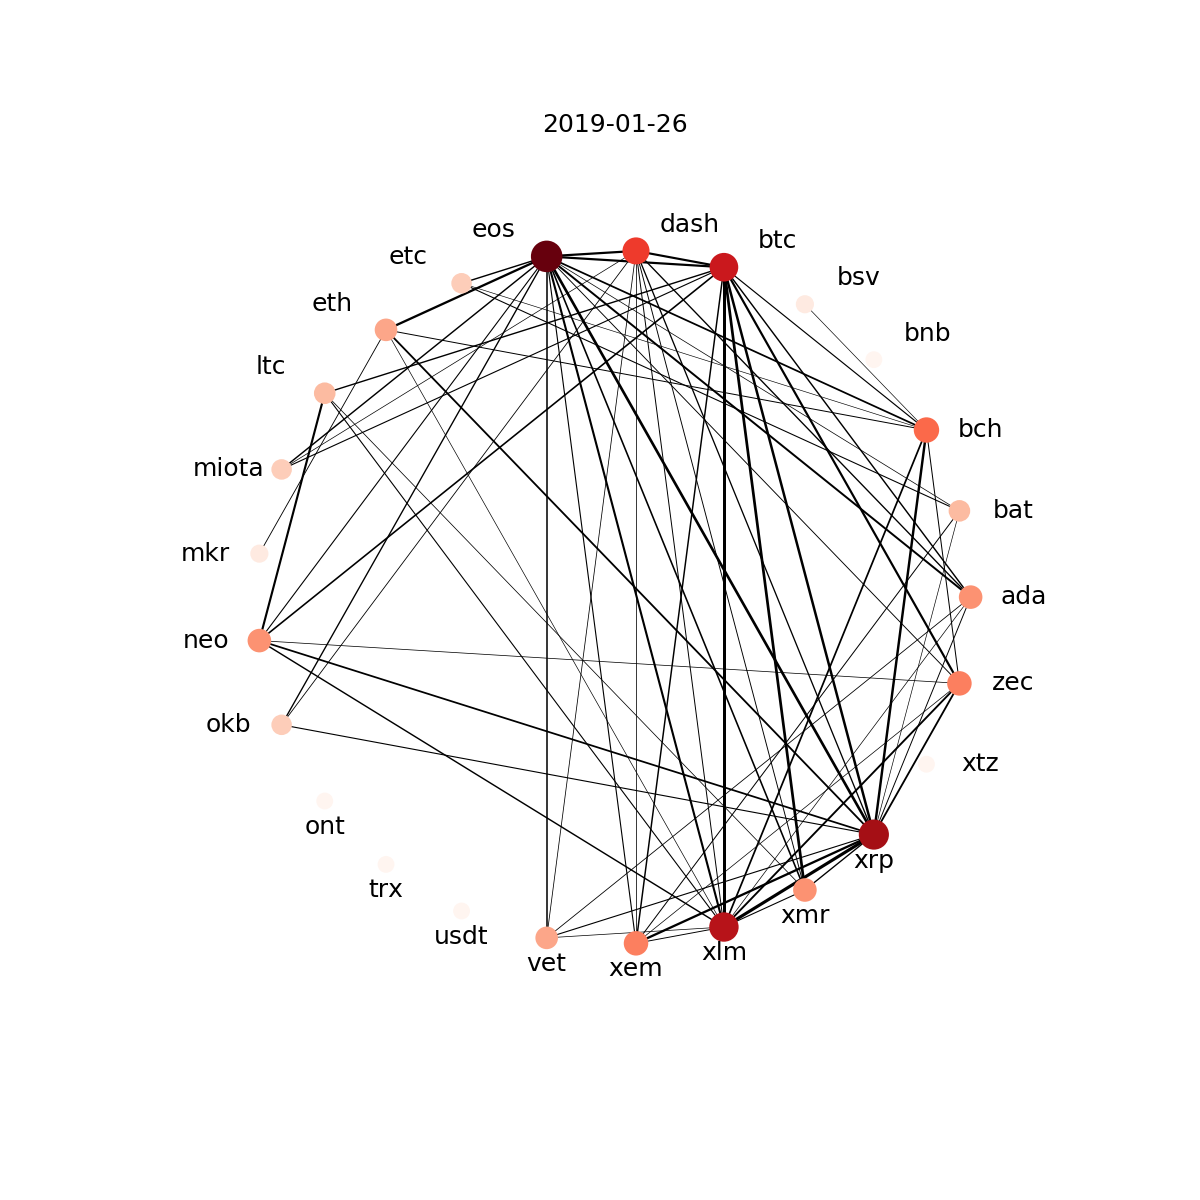 2019-01-26
dash
eos
btc
etc
bsv
eth
bnb
ltc
bch
miota
bat
mkr
ada
neo
zec
okb
xtz
ont
xrp
trx
xmr
usdt
xlm
vet
xem